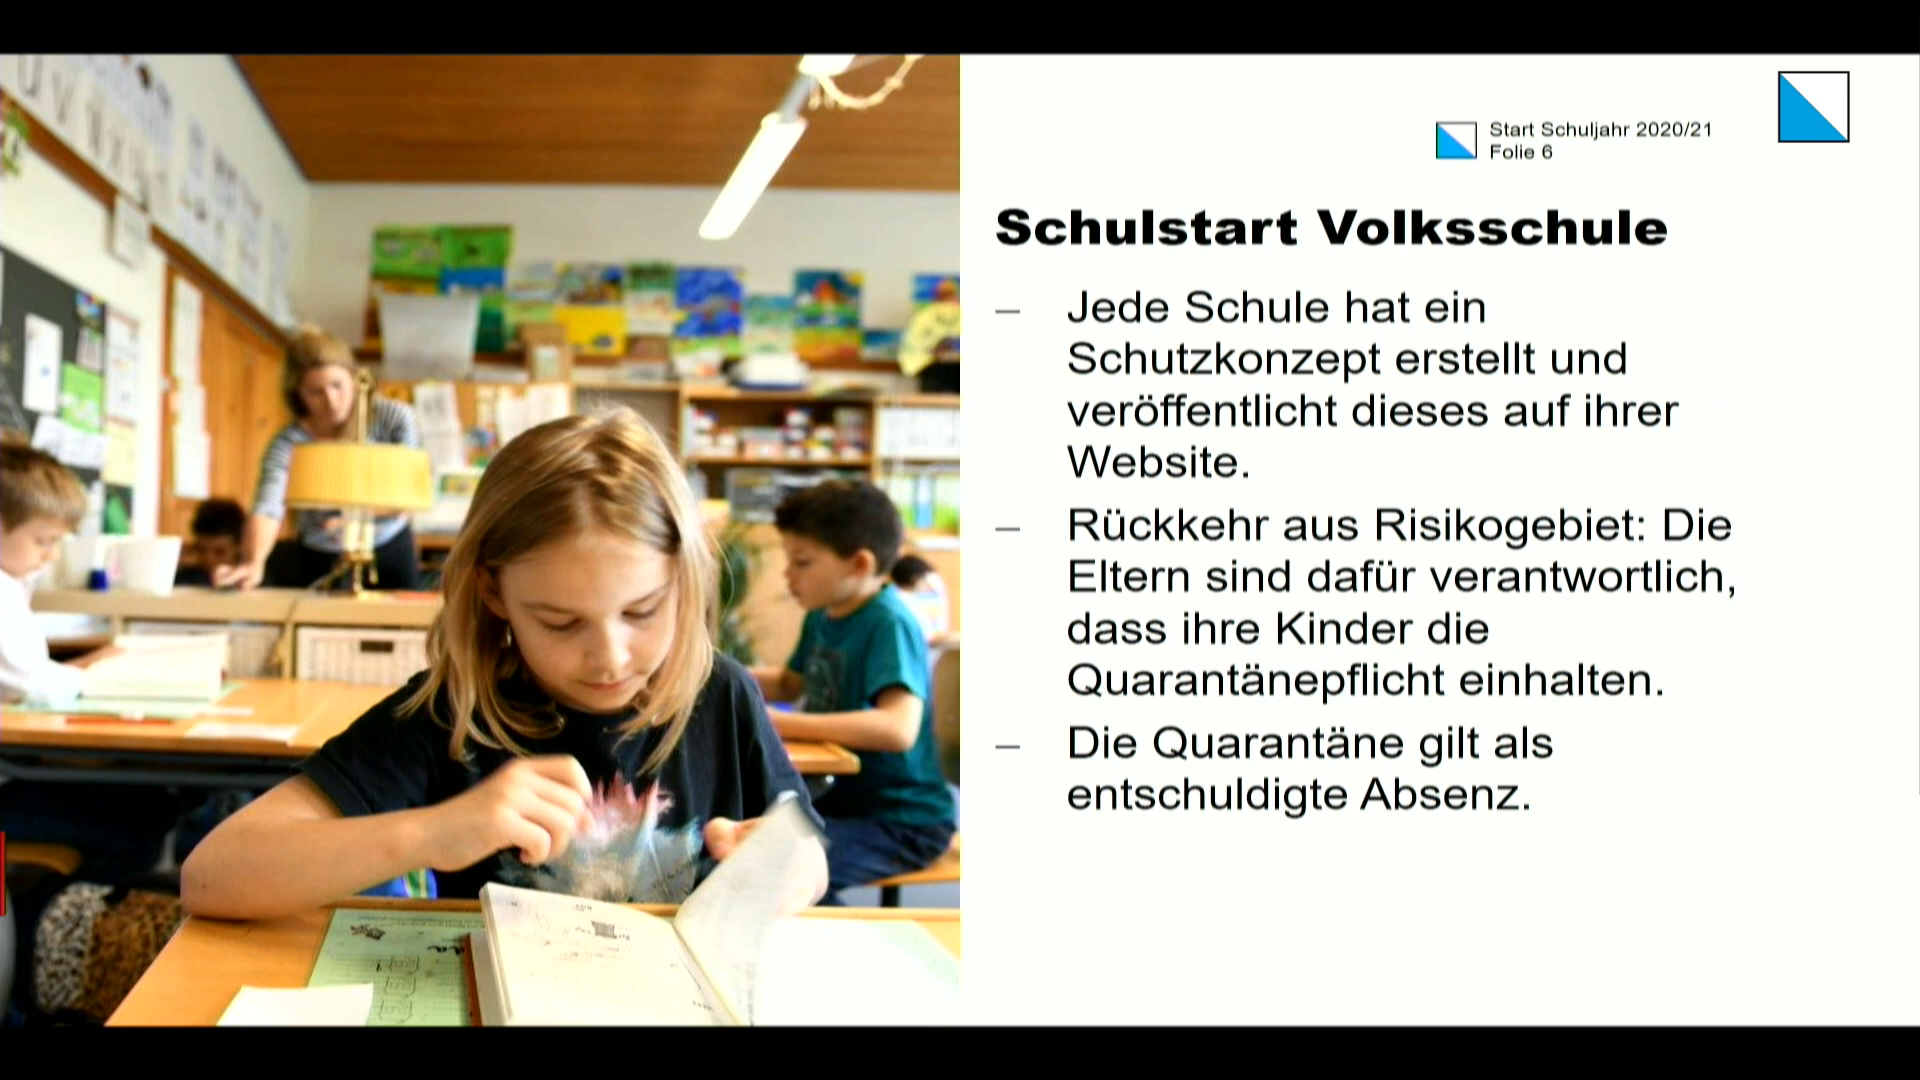 Start Schuljahr 2020/21
Folie 6
Schulstart Volksschule
– Jede Schule hat ein
Schutzkonzept erstellt und
veröffentlicht dieses auf ihrer
Website.
– Rückkehr aus Risikogebiet: Die
Eltern sind dafür verantwortlich,
dass ihre Kinder die
Quarantänepflicht einhalten.
– Die Quarantäne gilt als
entschuldigte Absenz.